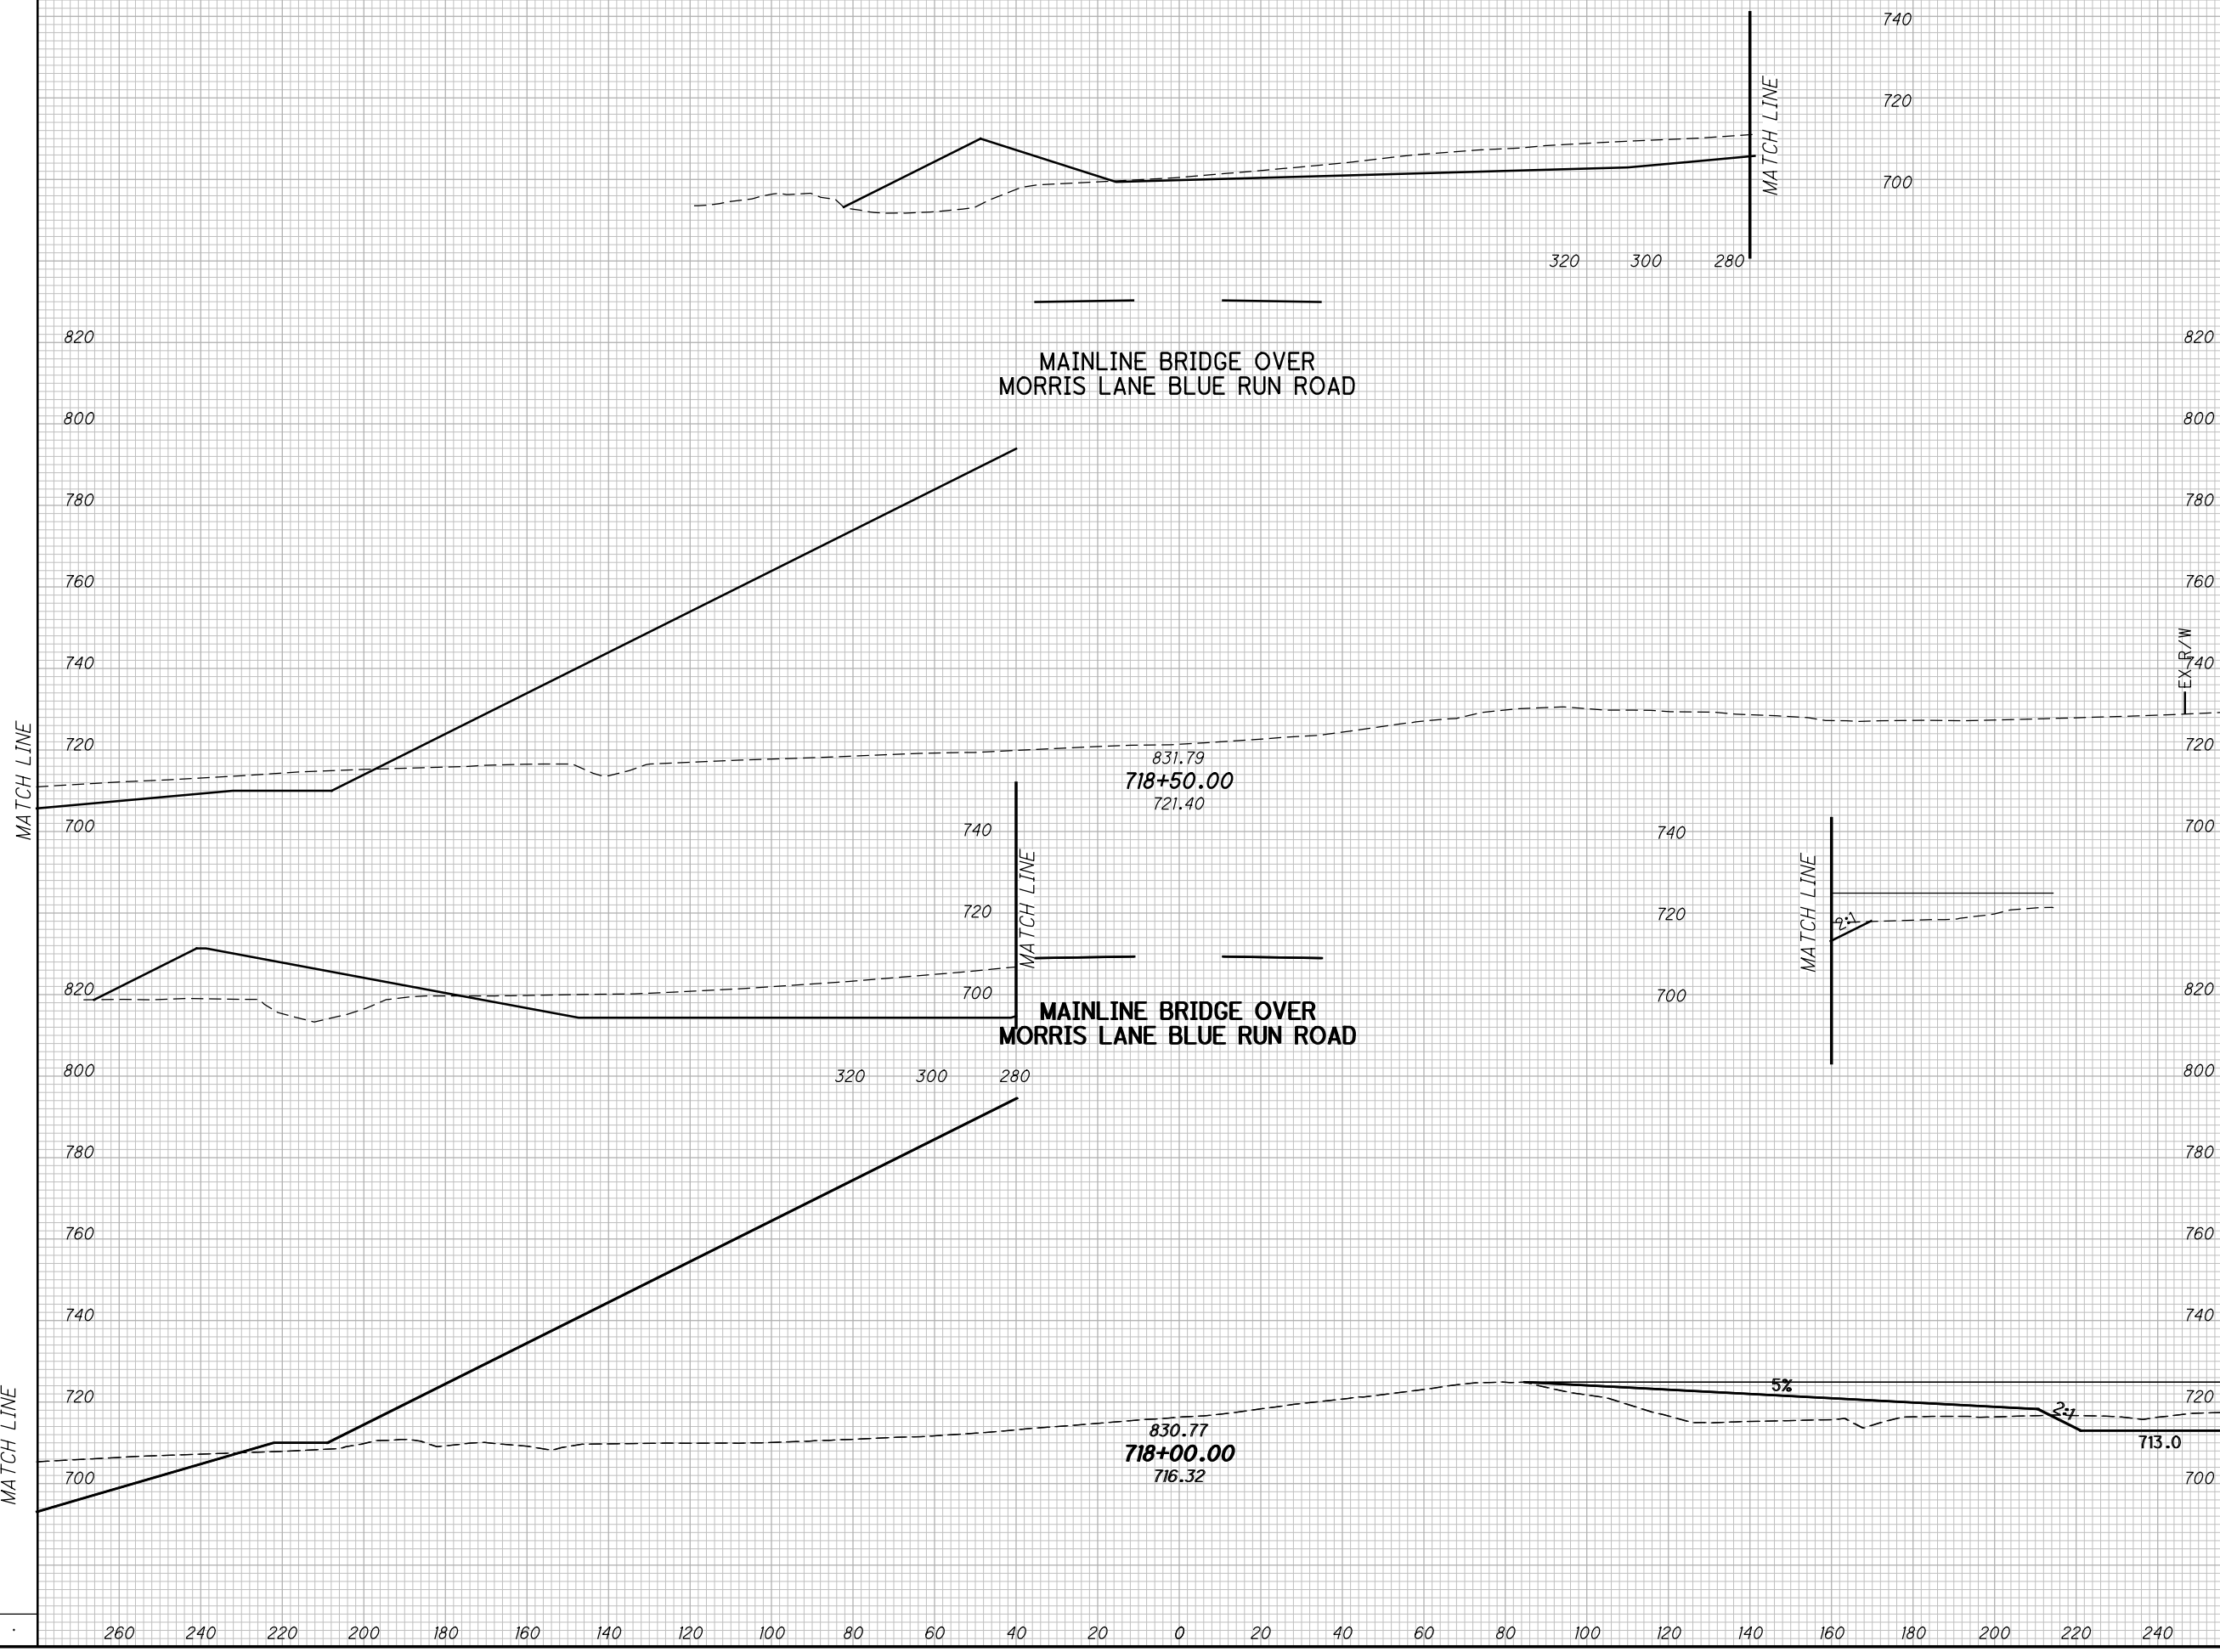 740
720
MATCH LINE
700
320 300 280
820 820
MAINLINE BRIDGE OVER
MORRIS LANE BLUE RUN ROAD
800 800
780 780
760 760
EX R/W
740 740
MATCH LINE
720 720
831.79
718+50.00
721.40
700 700
740 740
MATCH LINE
MATCH LINE
720 720
2:1
820 700 700 820
MAINLINE BRIDGE OVER
MORRIS LANE BLUE RUN ROAD
800 320 300 280 800
780 780
760 760
740 740
5%
MATCH LINE
720 2:1 720
830.77
713.0
718+00.00
700 716.32 700
260 240 220 200 180 160 140 120 100 80 60 40 20 0 20 40 60 80 100 120 140 160 180 200 220 240